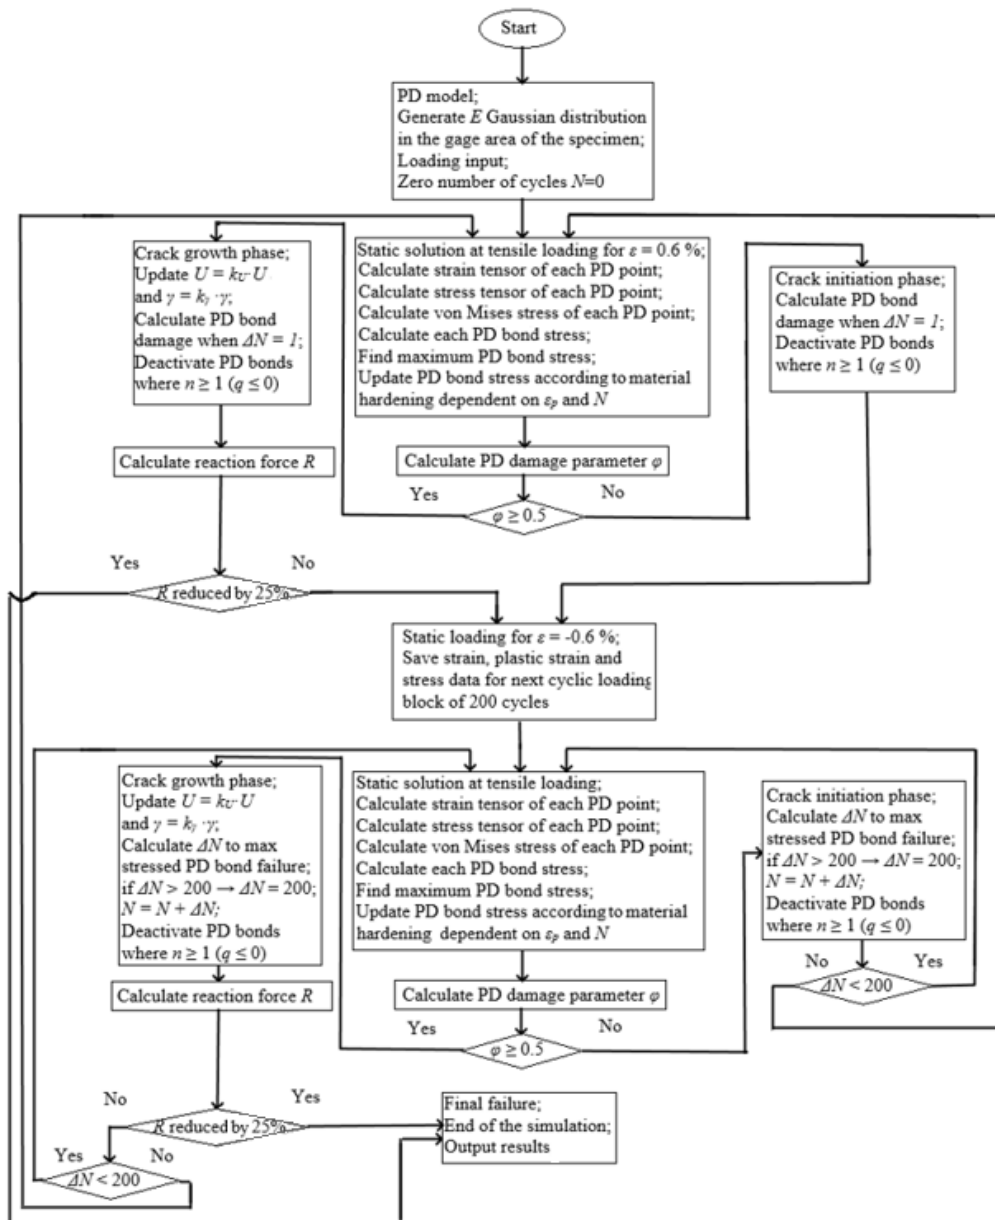 Start
PD model;
Generate E Gaussian distribution
in the gage area of the specimen;
Loading input;
Zero number of cycles N=0
Crack growth phase;
Update U = kU· U
and γ = kγ ·γ;
Calculate PD bond
damage when ΔN = 1;
Deactivate PD bonds
where n ≥ 1 (q ≤ 0)
Static solution at tensile loading for ε = 0.6 %;
Calculate strain tensor of each PD point;
Calculate stress tensor of each PD point;
Calculate von Mises stress of each PD point;
Calculate each PD bond stress;
Find maximum PD bond stress;
Update PD bond stress according to material
hardening dependent on εp and N
Crack initiation phase;
Calculate PD bond
damage when ΔN = 1;
Deactivate PD bonds
where n ≥ 1 (q ≤ 0)
Calculate reaction force R
Calculate PD damage parameter φ
Yes
No
φ ≥ 0.5
Yes
No
R reduced by 25%
Static loading for ε = -0.6 %;
Save strain, plastic strain and
stress data for next cyclic loading
block of 200 cycles
Crack growth phase;
Update U = kU· U
and γ = kγ ·γ;
Calculate ΔN to max
stressed PD bond failure;
if ΔN > 200 → ΔN = 200;
N = N + ΔN;
Deactivate PD bonds
where n ≥ 1 (q ≤ 0)
Static solution at tensile loading;
Calculate strain tensor of each PD point;
Calculate stress tensor of each PD point;
Calculate von Mises stress of each PD point;
Calculate each PD bond stress;
Find maximum PD bond stress;
Update PD bond stress according to material
hardening dependent on εp and N
Crack initiation phase;
Calculate ΔN to max
stressed PD bond failure;
if ΔN > 200 → ΔN = 200;
N = N + ΔN;
Deactivate PD bonds
where n ≥ 1 (q ≤ 0)
No
Yes
ΔN < 200
Calculate reaction force R
Calculate PD damage parameter φ
Yes
No
φ ≥ 0.5
No
Yes
R reduced by 25%
Final failure;
End of the simulation;
Output results
Yes
No
ΔN < 200